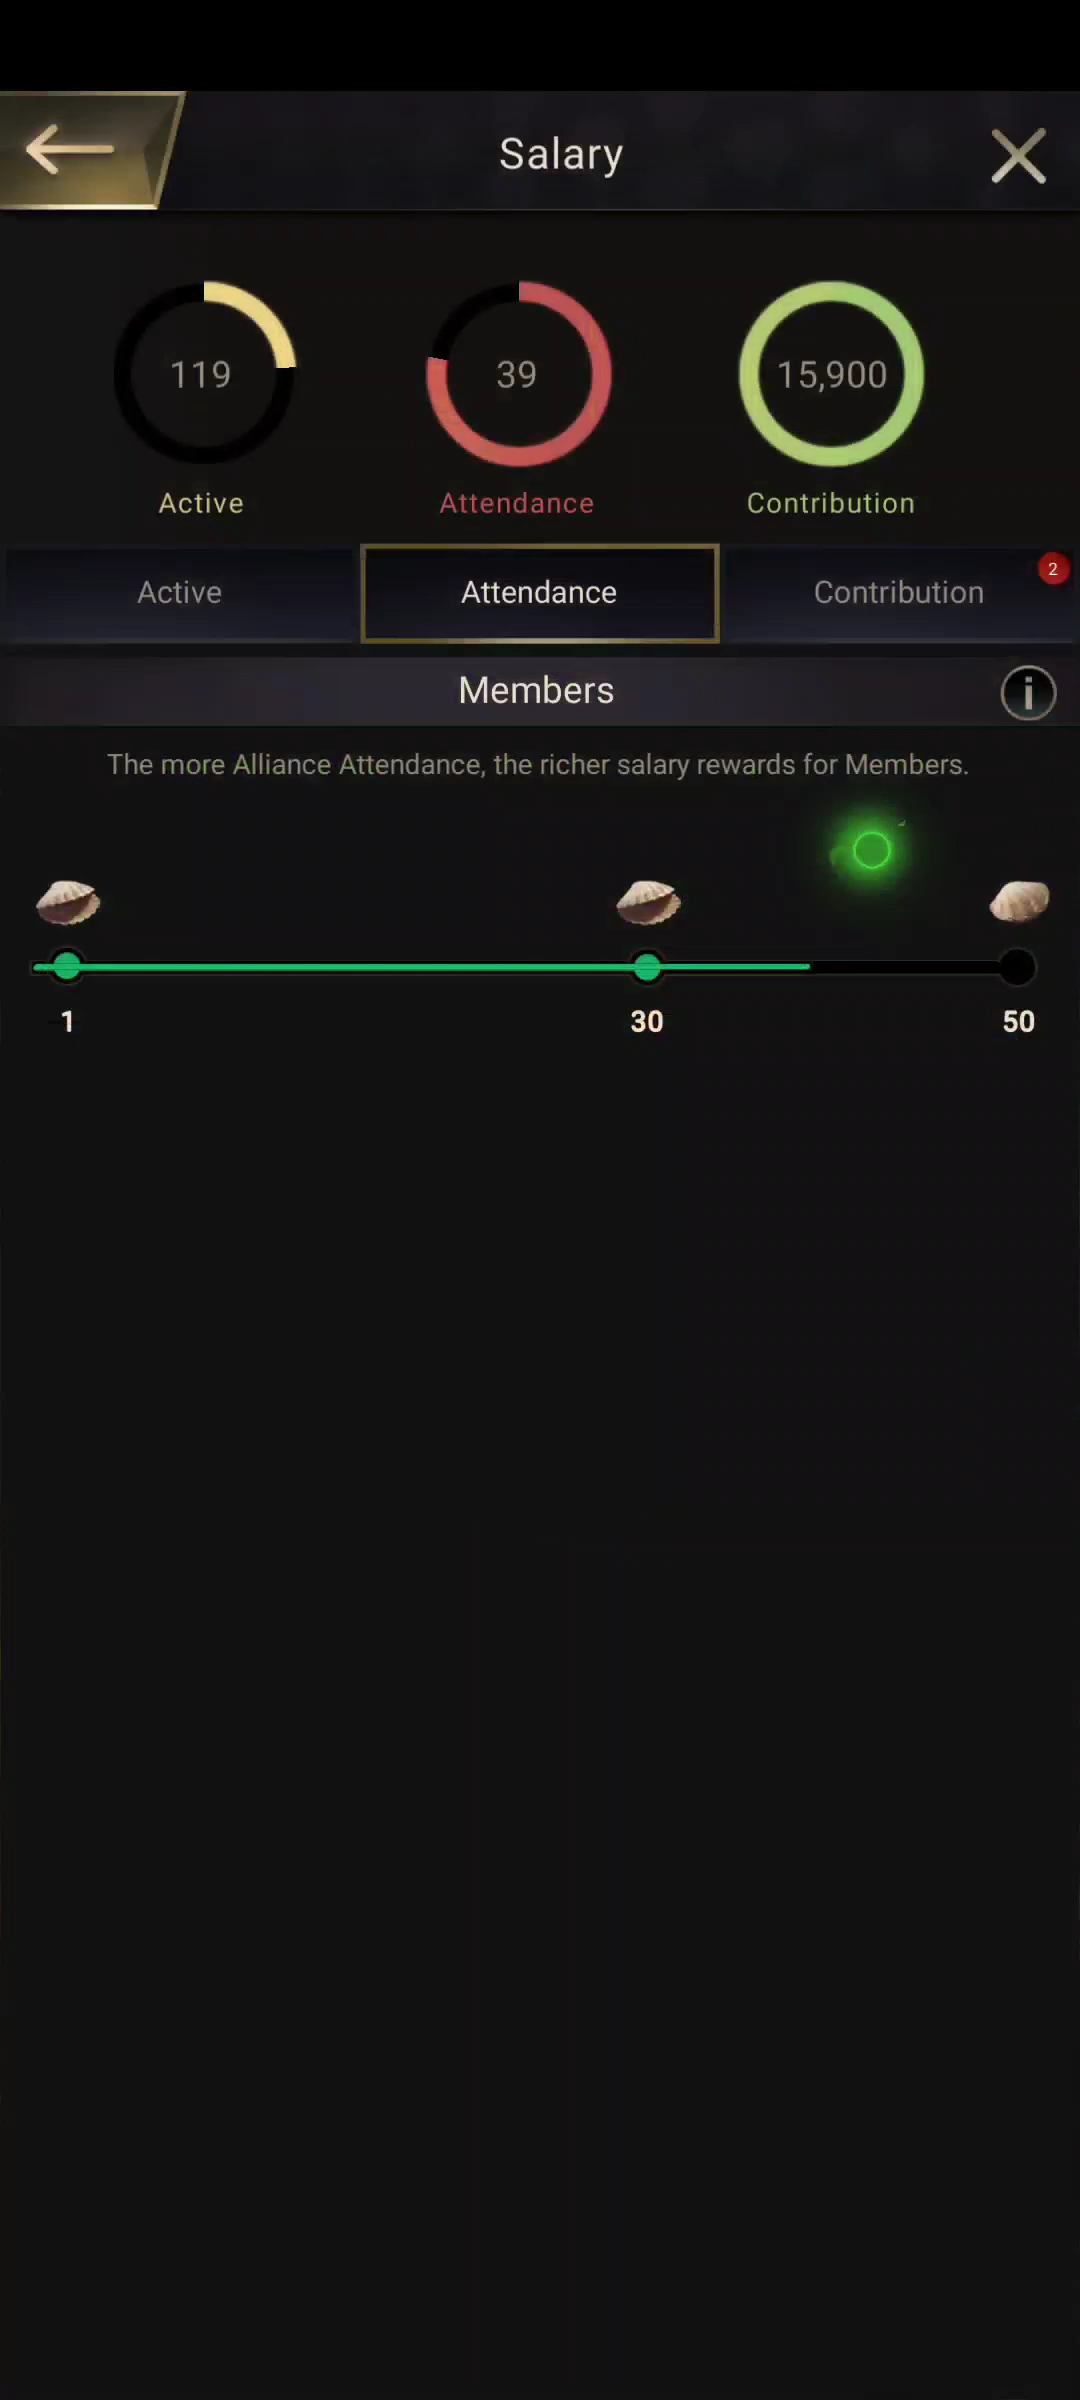 Salary
119
39
15,900
Active
Attendance
Contribution
Active
Attendance
Contribution
2
Members
i
The more Alliance Attendance, the richer salary rewards for Members.
1
30
50